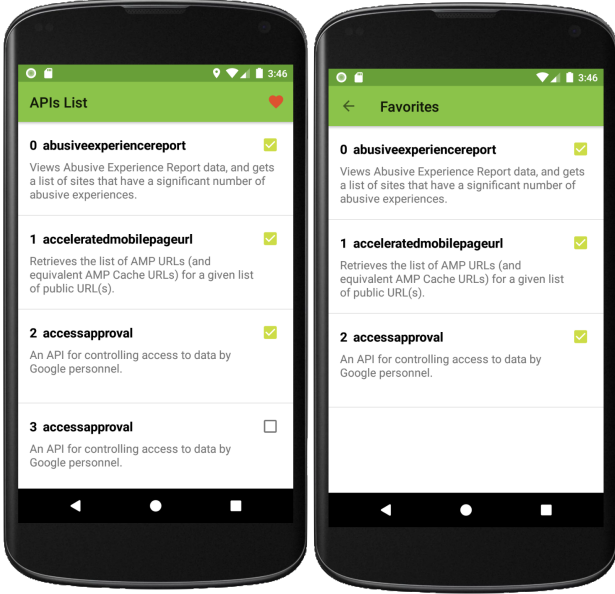 3:46
APIs List
0 abusiveexperiencereport
Views Abusive Experience Report data, and gets
a list of sites that have a significant number of
abusive experiences.
1 acceleratedmobilepageurl
Retrieves the list of AMP URLs (and
equivalent AMP Cache URLs) for a given list
of public URL(s).
2 accessapproval
An API for controlling access to data by
Google personnel.
3 accessapproval
An API for controlling access to data by
Google personnel.
3:46
Favorites
0 abusiveexperiencereport
Views Abusive Experience Report data, and gets
a list of sites that have a significant number of
abusive experiences.
1 acceleratedmobilepageurl
Retrieves the list of AMP URLs (and
equivalent AMP Cache URLs) for a given list
of public URL(s).
2 accessapproval
An API for controlling access to data by
Google personnel.